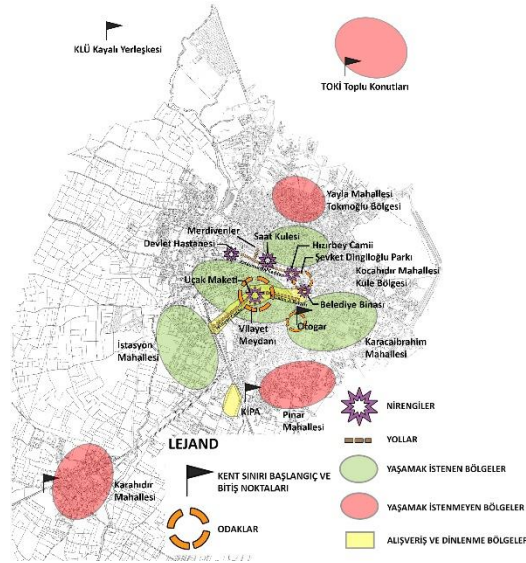 KLÜ Kayalı Yerleşkesi
TOKİ Toplu Konutları
Yayla Mahallesi
Tokmoğlu Bölgesi
Merdivenler
Devlet Hastanesi
Saat Kulesi
Hızırbey Camii
Şevket Dingiloğlu Parkı
Kocahıdır Mahallesi
Kule Bölgesi
Uçak Maketi
Belediye Binası
Vilayet
Meydanı
Otogar
İstasyon
Mahallesi
Karacaibrahim
Mahallesi
KİPA
Pınar
Mahallesi
Karahıdır
Mahallesi
LEJAND
KENT SINIRI BAŞLANGIÇ VE
BİTİŞ NOKTALARI
ODAKLAR
NİRENGİLER
YOLLAR
YAŞAMAK İSTENEN BÖLGELER
YAŞAMAK İSTENMEYEN BÖLGELER
ALIŞVERİŞ VE DİNLENME BÖLGELER